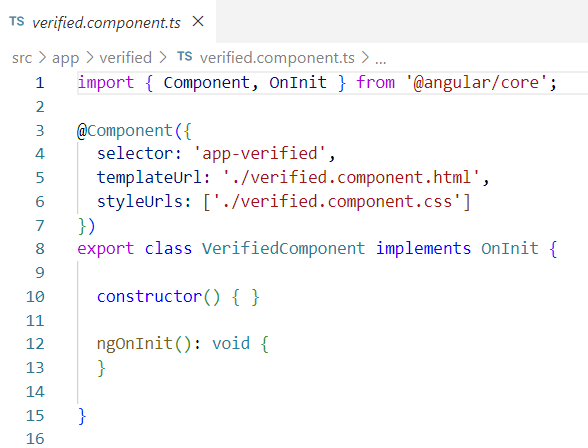 TS verified.component.ts ×
src > app > verified > TS verified.component.ts > ...
1 import { Component, OnInit } from '@angular/core';
2
3 @Component({
4   selector: 'app-verified',
5   templateUrl: './verified.component.html',
6   styleUrls: ['./verified.component.css']
7 })
8 export class VerifiedComponent implements OnInit {
9
10   constructor() { }
11
12   ngOnInit(): void {
13   }
14
15 }
16